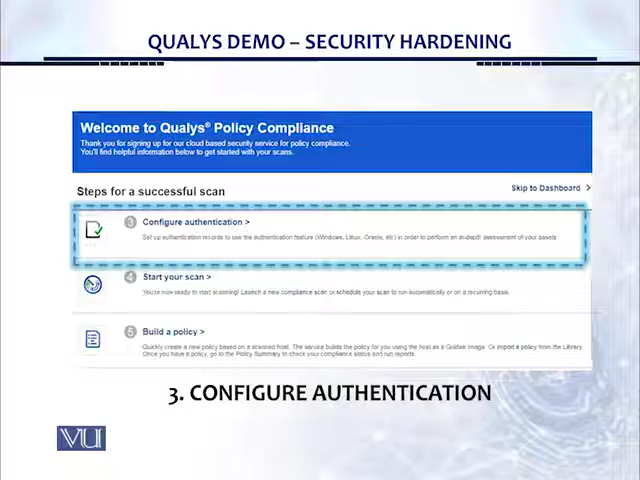 QUALYS DEMO – SECURITY HARDENING
Welcome to Qualys® Policy Compliance
Thank you for signing up for our cloud based security service for policy compliance.
You'll find helpful information below to get started with your scans.
Steps for a successful scan
Skip to Dashboard >
3 Configure authentication >
Set up authentication records to use the authentication feature (Windows, Linux, Oracle, etc) in order to perform an in-depth assessment of your assets.
4 Start your scan >
You're now ready to start scanning! Launch a new compliance scan or schedule your scan to run automatically or on a recurring basis.
5 Build a policy >
Quickly create a new policy based on a scanned host. The service builds the policy for you using the host as a Golden Image. Or import a policy from the Library.
Once you have a policy, go to the Policy Summary to check your compliance status and run reports.
3. CONFIGURE AUTHENTICATION
VU